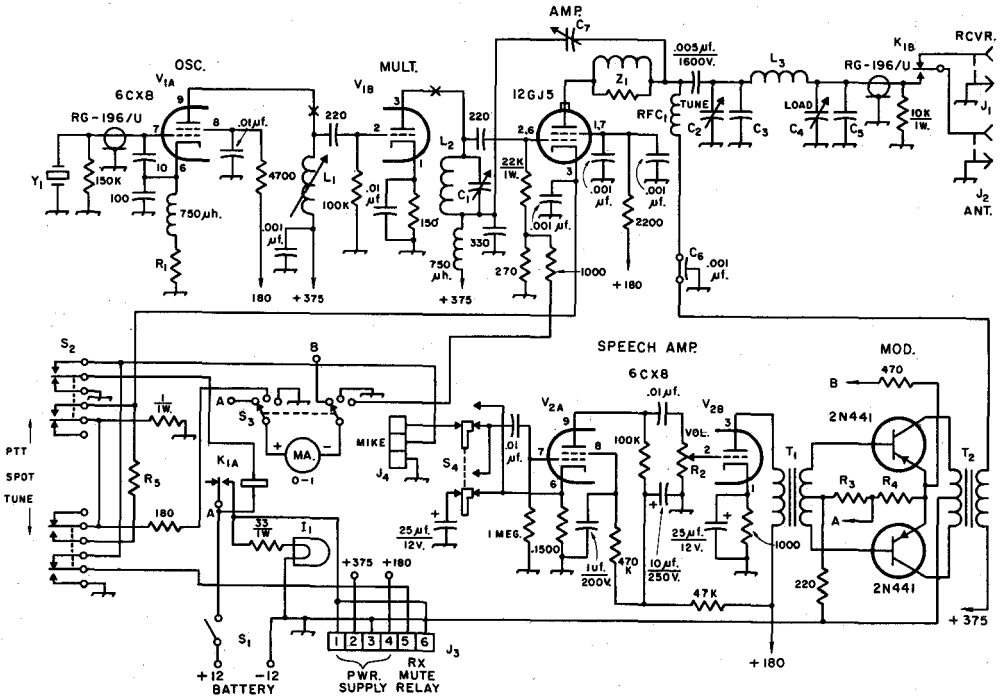 AMP.
C7
OSC.
MULT.
V1A
V1B
6CX8
12GJ5
.005µf.
1600V.
L3
K1B
RCVR.
RG-196/U
RG-196/U
Z1
RFC1
TUNE
C2
C3
LOAD
C4
C5
10K
1W.
J1
J2
ANT.
9
7
8
6
.01µf.
220
3
2
1
220
2,6
1,7
3
Y1
150K
10
100
750µh.
R1
4700
L1
.001
µf.
180
+375
100K
.01
µf.
150
L2
C1
750
µh.
330
+375
22K
1W.
.001µf.
270
1000
.001
µf.
.001
µf.
2200
+180
C6
.001
µf.
S2
PTT
SPOT
TUNE
1
1W.
R5
180
A
S3
B
+
MA.
-
0-1
K1A
A
33
1W
I1
S1
+12
-12
BATTERY
+375
+180
1
2
3
4
5
6
J3
PWR.
SUPPLY
RX
MUTE
RELAY
MIKE
J4
S4
+
25µf.
12V.
SPEECH AMP.
6CX8
V2A
9
7
8
6
.01
µf.
1 MEG.
.1500
1uf.
200V.
470
K
100K
.01µf.
VOL.
R2
+
10µf.
250V.
V2B
3
2
1
25µf.
12V.
+
1000
47K
+180
T1
MOD.
470
B
2N441
R3
R4
A
220
2N441
T2
+375